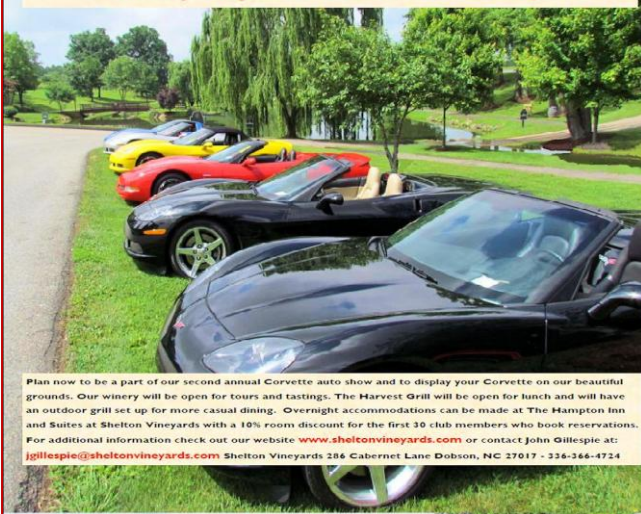 Plan now to be a part of our second annual Corvette auto show and to display your Corvette on our beautiful
grounds. Our winery will be open for tours and tastings. The Harvest Grill will be open for lunch and will have
an outdoor grill set up for more casual dining. Overnight accommodations can be made at The Hampton Inn
and Suites at Shelton Vineyards with a 10% room discount for the first 30 club members who book reservations.
For additional information check out our website www.sheltonvineyards.com or contact John Gillespie at:
jgillespie@sheltonvineyards.com Shelton Vineyards 286 Cabernet Lane Dobson, NC 27017 - 336-366-4724